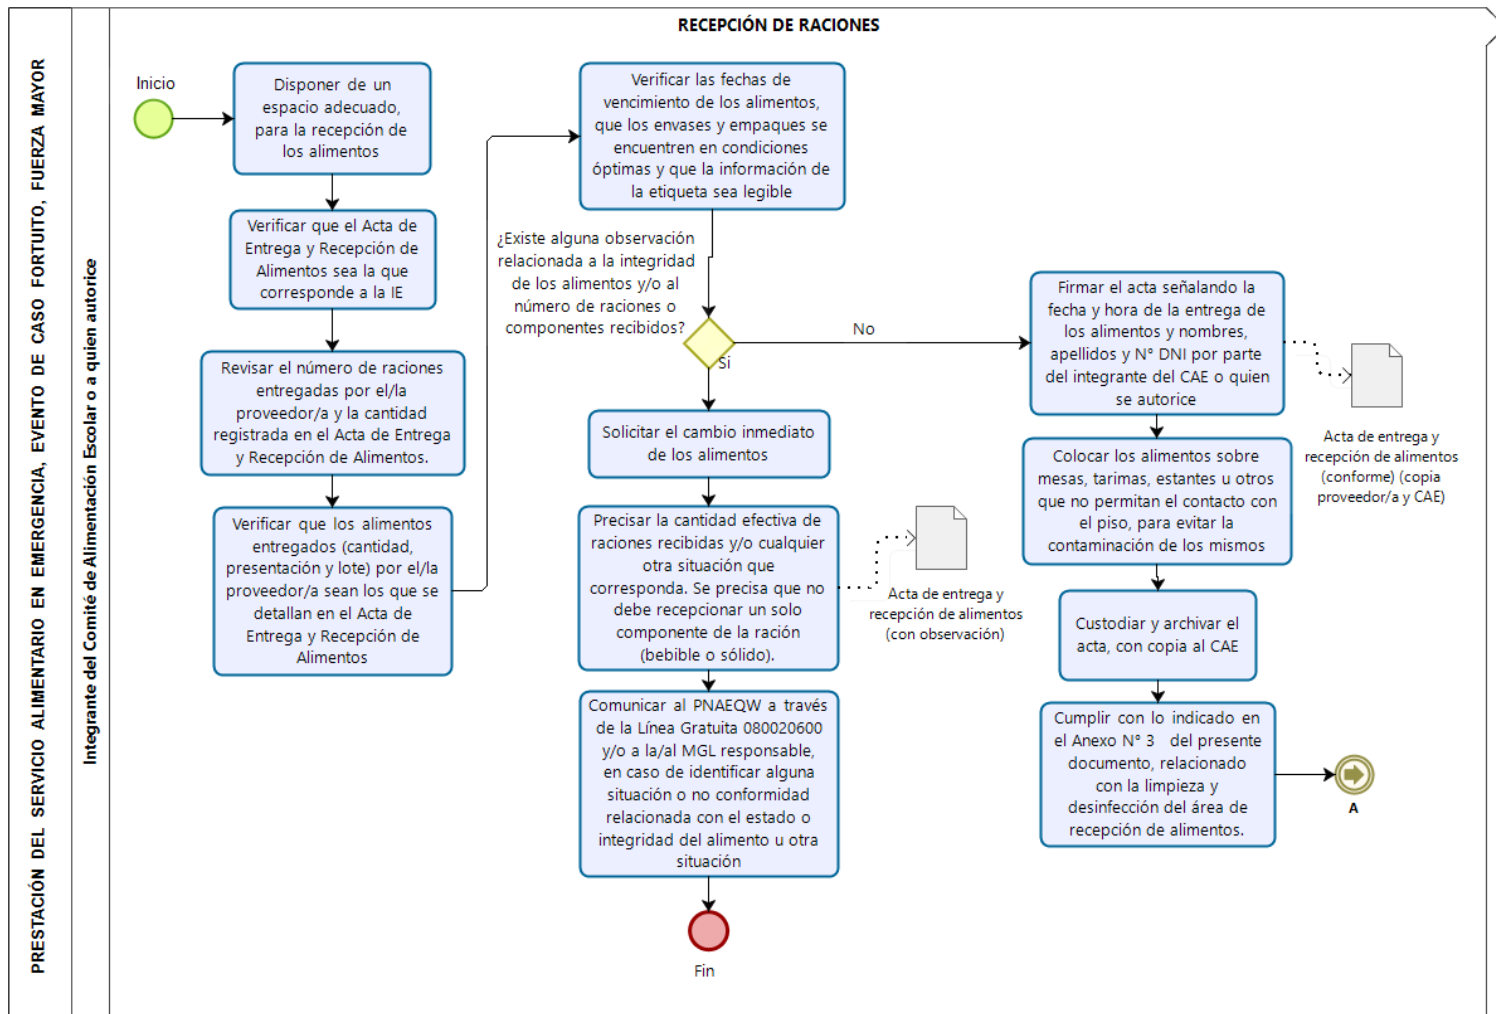 RECEPCIÓN DE RACIONES
PRESTACIÓN DEL SERVICIO ALIMENTARIO EN EMERGENCIA, EVENTO DE CASO FORTUITO, FUERZA MAYOR
Integrante del Comité de Alimentación Escolar o a quien autorice
Inicio
Disponer de un
espacio adecuado,
para la recepción de
los alimentos
Verificar que el Acta de
Entrega y Recepción de
Alimentos sea la que
corresponde a la IE
Revisar el número de raciones
entregadas por el/la
proveedor/a y la cantidad
registrada en el Acta de Entrega
y Recepción de Alimentos.
Verificar que los alimentos
entregados (cantidad,
presentación y lote) por el/la
proveedor/a sean los que se
detallan en el Acta de
Entrega y Recepción de
Alimentos
Verificar las fechas de
vencimiento de los alimentos,
que los envases y empaques se
encuentren en condiciones
óptimas y que la información de
la etiqueta sea legible
¿Existe alguna observación
relacionada a la integridad
de los alimentos y/o al
número de raciones o
componentes recibidos?
No
Si
Solicitar el cambio inmediato
de los alimentos
Precisar la cantidad efectiva de
raciones recibidas y/o cualquier
otra situación que
corresponda. Se precisa que no
debe recepcionar un solo
componente de la ración
(bebible o sólido).
Acta de entrega y
recepción de alimentos
(con observación)
Comunicar al PNAEQW a través
de la Línea Gratuita 080020600
y/o a la/al MGL responsable,
en caso de identificar alguna
situación o no conformidad
relacionada con el estado o
integridad del alimento u otra
situación
Fin
Firmar el acta señalando la
fecha y hora de la entrega de
los alimentos y nombres,
apellidos y N° DNI por parte
del integrante del CAE o quien
se autorice
Acta de entrega y
recepción de alimentos
(conforme) (copia
proveedor/a y CAE)
Colocar los alimentos sobre
mesas, tarimas, estantes u otros
que no permitan el contacto con
el piso, para evitar la
contaminación de los mismos
Custodiar y archivar el
acta, con copia al CAE
Cumplir con lo indicado en
el Anexo N° 3 del presente
documento, relacionado
con la limpieza y
desinfección del área de
recepción de alimentos.
A